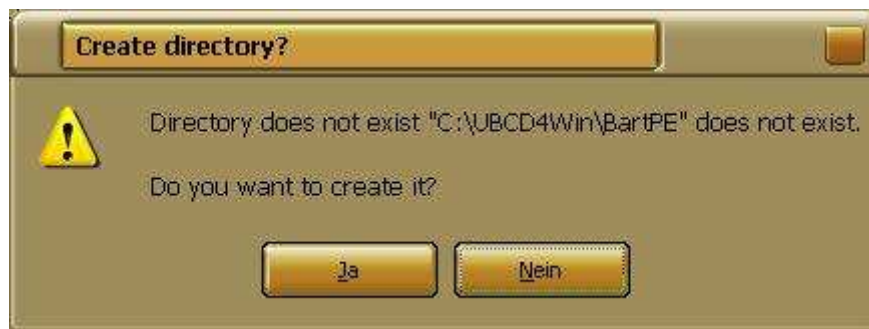 Create directory?
Directory does not exist "C:\UBCD4Win\BartPE" does not exist.
Do you want to create it?
Ja
Nein